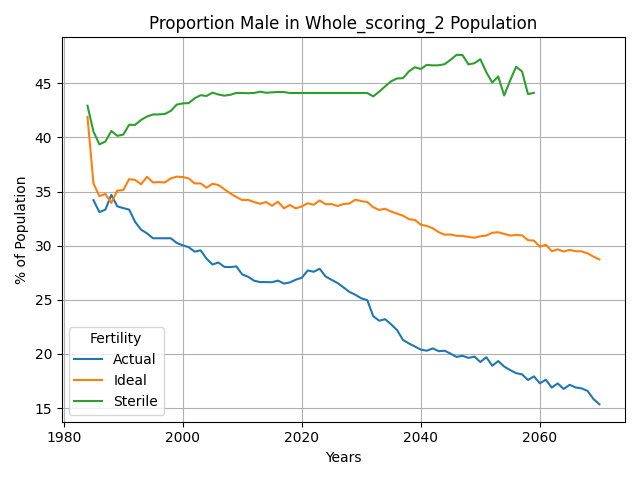 Proportion Male in Whole_scoring_2 Population
% of Population
45
40
35
30
25
20
15
Fertility
Actual
Ideal
Sterile
1980
2000
2020
2040
2060
Years